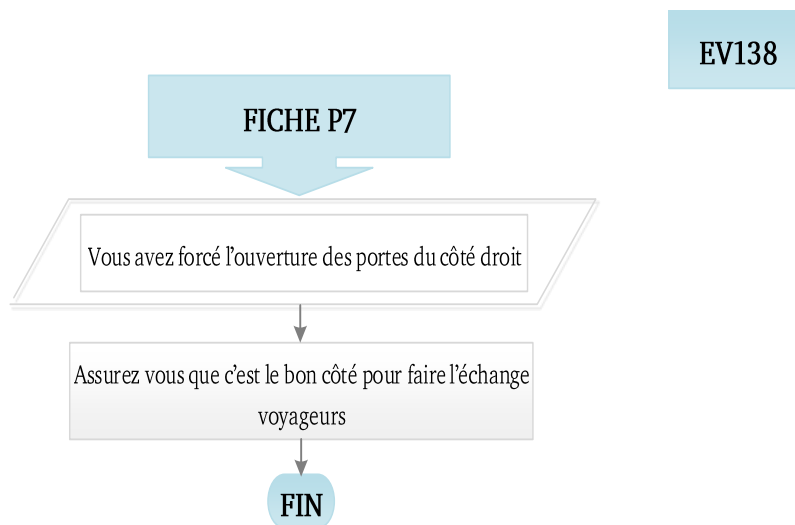 EV138
FICHE P7
Vous avez forcé l’ouverture des portes du côté droit
Assurez vous que c’est le bon côté pour faire l’échange
voyageurs
FIN